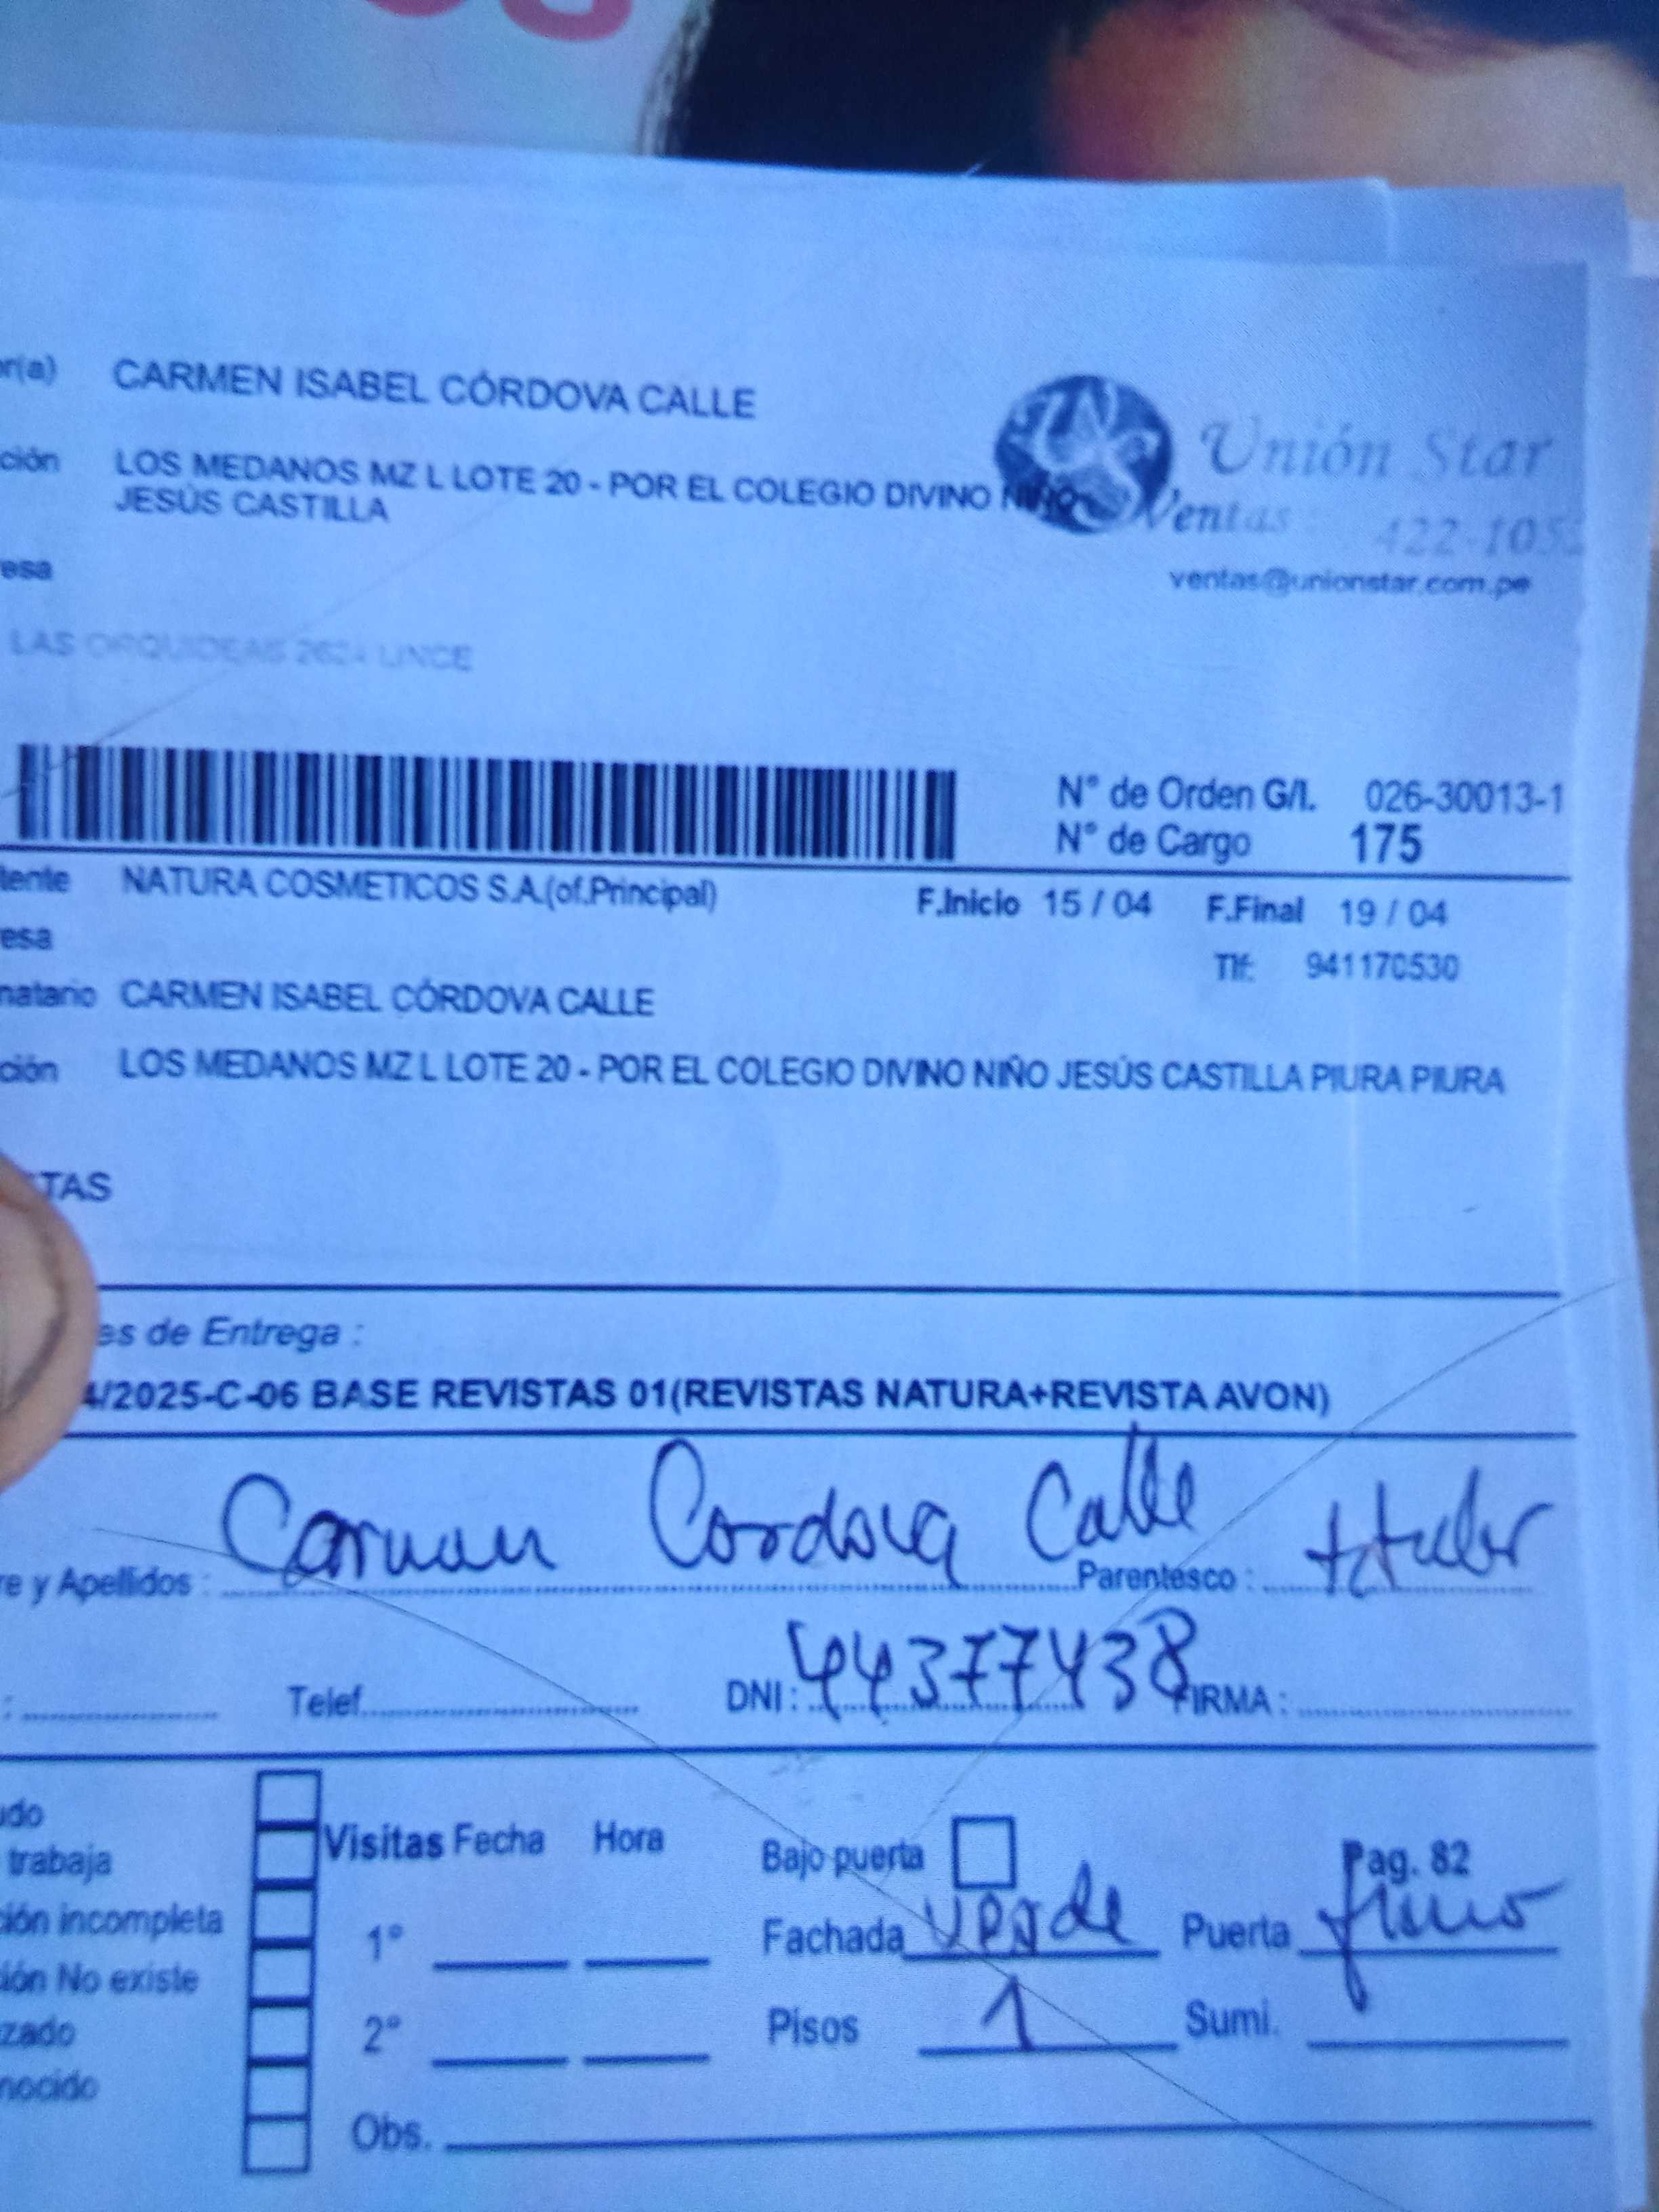 r(a) CARMEN ISABEL CÓRDOVA CALLE
ción LOS MEDANOS MZ L LOTE 20 - POR EL COLEGIO DIVINO NIÑO
JESÚS CASTILLA
Unión Star
Ventas: 422-105
ventas@unionstar.com.pe
esa
LAS ORQUIDEAS 2624 LINCE
N° de Orden G/I. 026-30013-1
N° de Cargo 175
tente NATURA COSMETICOS S.A.(of.Principal) F.Inicio 15 / 04 F.Final 19 / 04
esa
Tlf: 941170530
natario CARMEN ISABEL CÓRDOVA CALLE
ción LOS MEDANOS MZ L LOTE 20 - POR EL COLEGIO DIVINO NIÑO JESÚS CASTILLA PIURA PIURA
TAS
es de Entrega :
4/2025-C-06 BASE REVISTAS 01(REVISTAS NATURA+REVISTA AVON)
Carmen Cordova Calle titular
re y Apellidos : Parentesco :
: Telef. DNI : 44377438 FIRMA :
udo
trabaja
ión incompleta
ión No existe
zado
nocido
Visitas Fecha Hora
1°
2°
Obs.
Bajo puerta Pag. 82
Fachada verde Puerta
Pisos 1 Sumi.